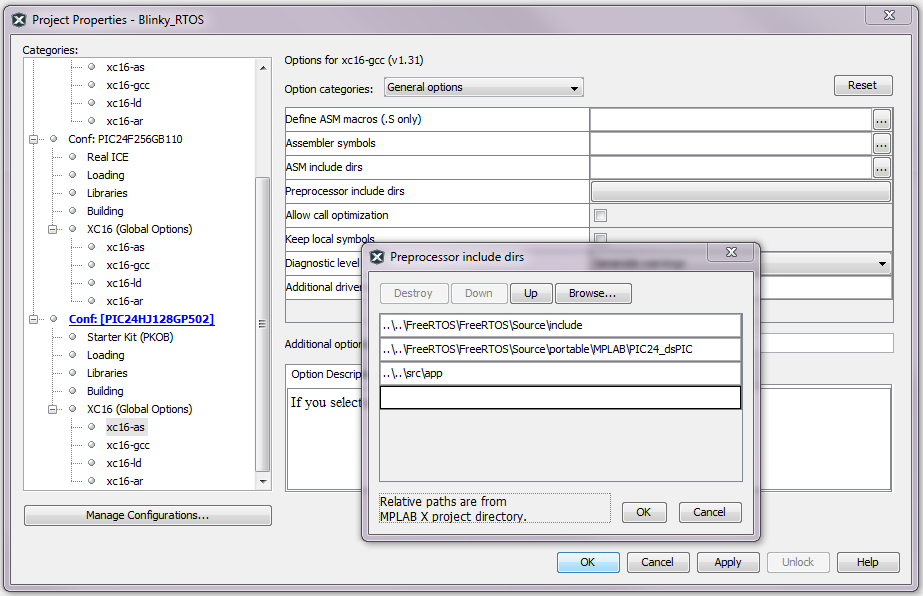 Project Properties - Blinky_RTOS
Categories:
xc16-as
xc16-gcc
xc16-ld
xc16-ar
Conf: PIC24F256GB110
Real ICE
Loading
Libraries
Building
XC16 (Global Options)
xc16-as
xc16-gcc
xc16-ld
xc16-ar
Conf: [PIC24HJ128GP502]
Starter Kit (PKOB)
Loading
Libraries
Building
XC16 (Global Options)
xc16-as
xc16-gcc
xc16-ld
xc16-ar
Manage Configurations...
Options for xc16-gcc (v1.31)
Option categories: General options
Reset
Define ASM macros (.S only) ...
Assembler symbols ...
ASM include dirs ...
Preprocessor include dirs
Allow call optimization
Keep local symbols
Diagnostic level
Additional driver
Additional option
Option Descrip
If you select
Preprocessor include dirs
Destroy Down Up Browse...
..\..\FreeRTOS\FreeRTOS\Source\include
..\..\FreeRTOS\FreeRTOS\Source\portable\MPLAB\PIC24_dsPIC
..\..\src\app
Relative paths are from
MPLAB X project directory.
OK Cancel
OK Cancel Apply Unlock Help